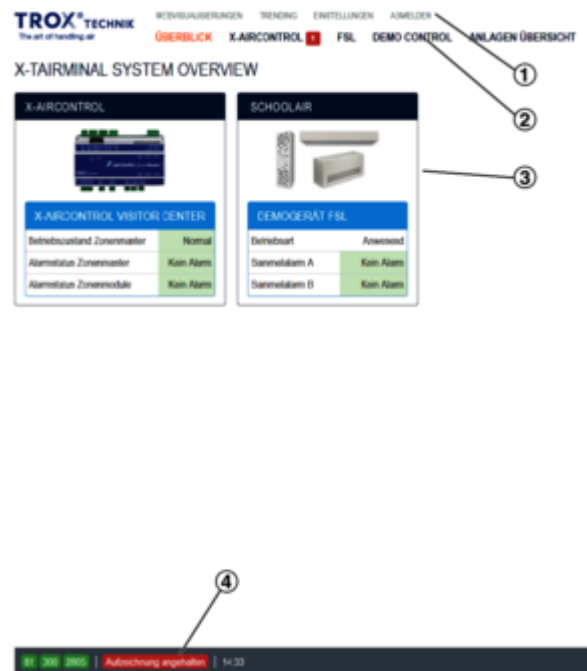 TROX® TECHNIK
The art of handling air
WEBVISUALISIERUNGEN TRENDING EINSTELLUNGEN ABMELDEN
ÜBERBLICK X-AIRCONTROL 1 FSL DEMO CONTROL ANLAGEN ÜBERSICHT
1
2
X-TAIRMINAL SYSTEM OVERVIEW
X-AIRCONTROL
SCHOOLAIR
3
X-AIRCONTROL VISITOR CENTER
Betriebszustand Zonenmaster Normal
Alarmstatus Zonenmaster Kein Alarm
Alarmstatus Zonenmodule Kein Alarm
DEMOGERÄT FSL
Betriebsart Anwesend
Sammelalarm A Kein Alarm
Sammelalarm B Kein Alarm
4
81 300 2805 Aufzeichnung angehalten 14:33